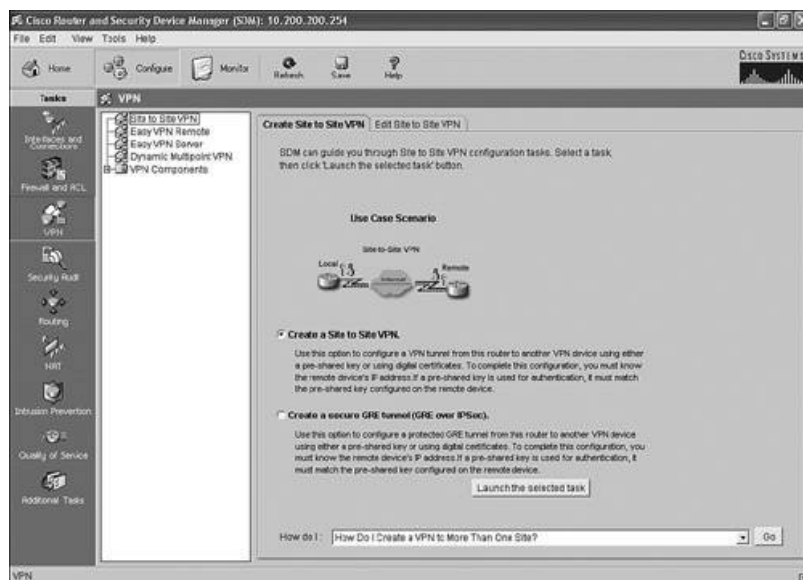 Cisco Router and Security Device Manager (SDM): 10.200.200.254
File Edit View Tools Help
Home Configure Monitor Refresh Save Help
CISCO SYSTEMS
Tasks
VPN
Interfaces and
Connections
Firewall and ACL
VPN
Security Audit
Routing
NAT
Intrusion Prevention
Quality of Service
Additional Tasks
Site to Site VPN
Easy VPN Remote
Easy VPN Server
Dynamic Multipoint VPN
VPN Components
Create Site to Site VPN
Edit Site to Site VPN
SDM can guide you through Site to Site VPN configuration tasks. Select a task,
then click 'Launch the selected task' button.
Use Case Scenario
Site-to-Site VPN
Local
Internet
Remote
Create a Site to Site VPN.
Use this option to configure a VPN tunnel from this router to another VPN device using either
a pre-shared key or using digital certificates. To complete this configuration, you must know
the remote device's IP address.If a pre-shared key is used for authentication, it must match
the pre-shared key configured on the remote device.
Create a secure GRE tunnel (GRE over IPSec).
Use this option to configure a protected GRE tunnel from this router to another VPN device
using either a pre-shared key or using digital certificates. To complete this configuration, you
must know the remote device's IP address.If a pre-shared key is used for authentication, it
must match the pre-shared key configured on the remote device.
Launch the selected task
How do I : How Do I Create a VPN to More Than One Site? Go
VPN